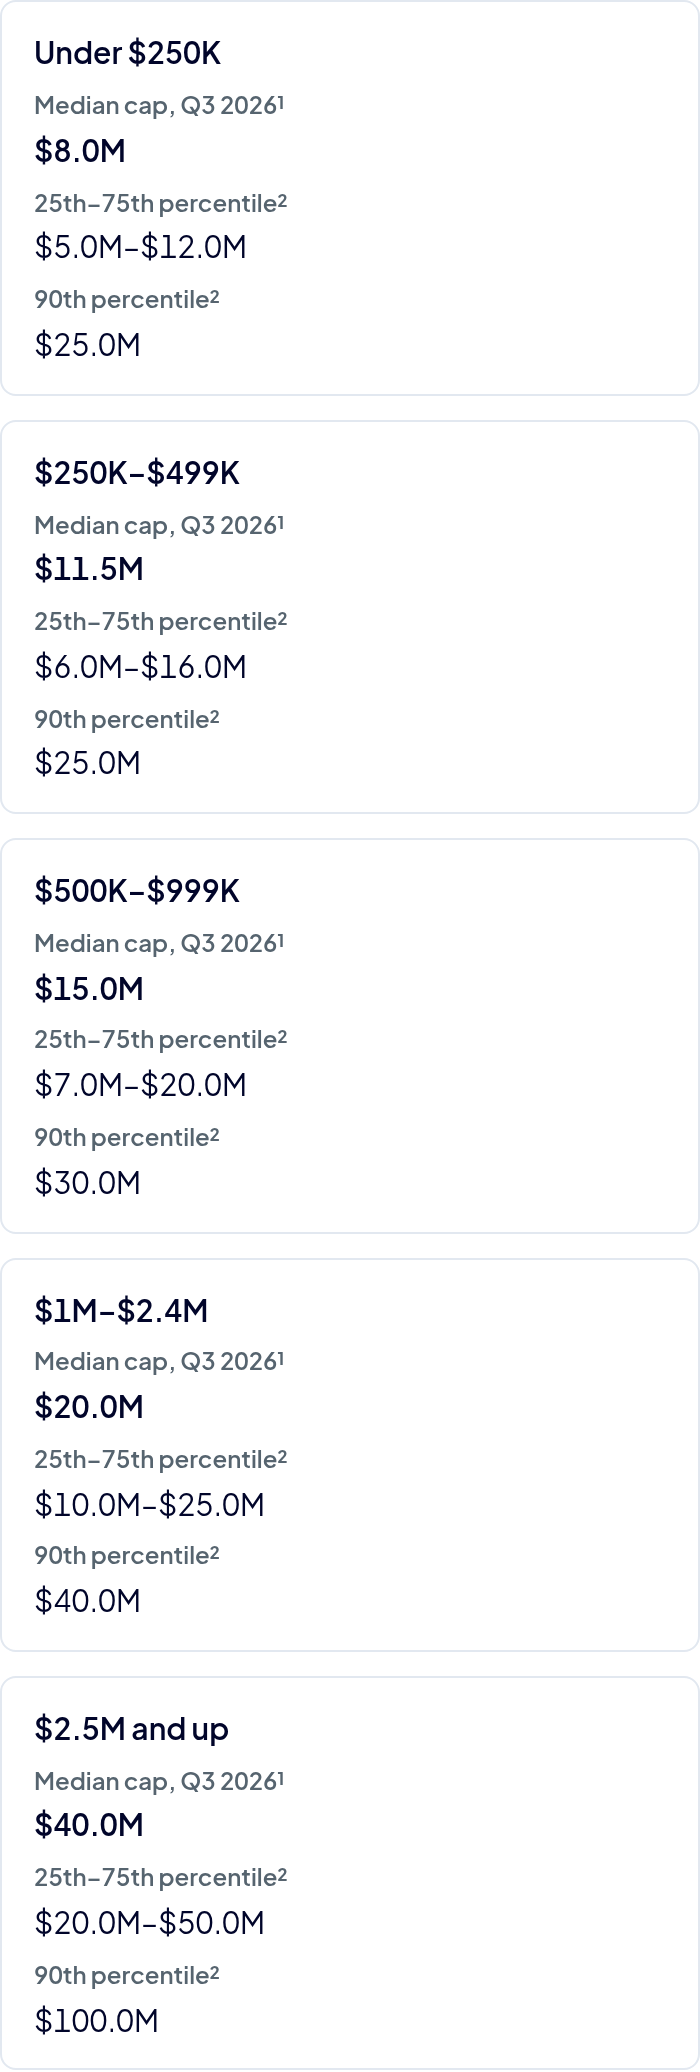 Under $250K
Median cap, Q3 2026¹
$8.0M
25th–75th percentile²
$5.0M–$12.0M
90th percentile²
$25.0M
$250K–$499K
Median cap, Q3 2026¹
$11.5M
25th–75th percentile²
$6.0M–$16.0M
90th percentile²
$25.0M
$500K–$999K
Median cap, Q3 2026¹
$15.0M
25th–75th percentile²
$7.0M–$20.0M
90th percentile²
$30.0M
$1M–$2.4M
Median cap, Q3 2026¹
$20.0M
25th–75th percentile²
$10.0M–$25.0M
90th percentile²
$40.0M
$2.5M and up
Median cap, Q3 2026¹
$40.0M
25th–75th percentile²
$20.0M–$50.0M
90th percentile²
$100.0M